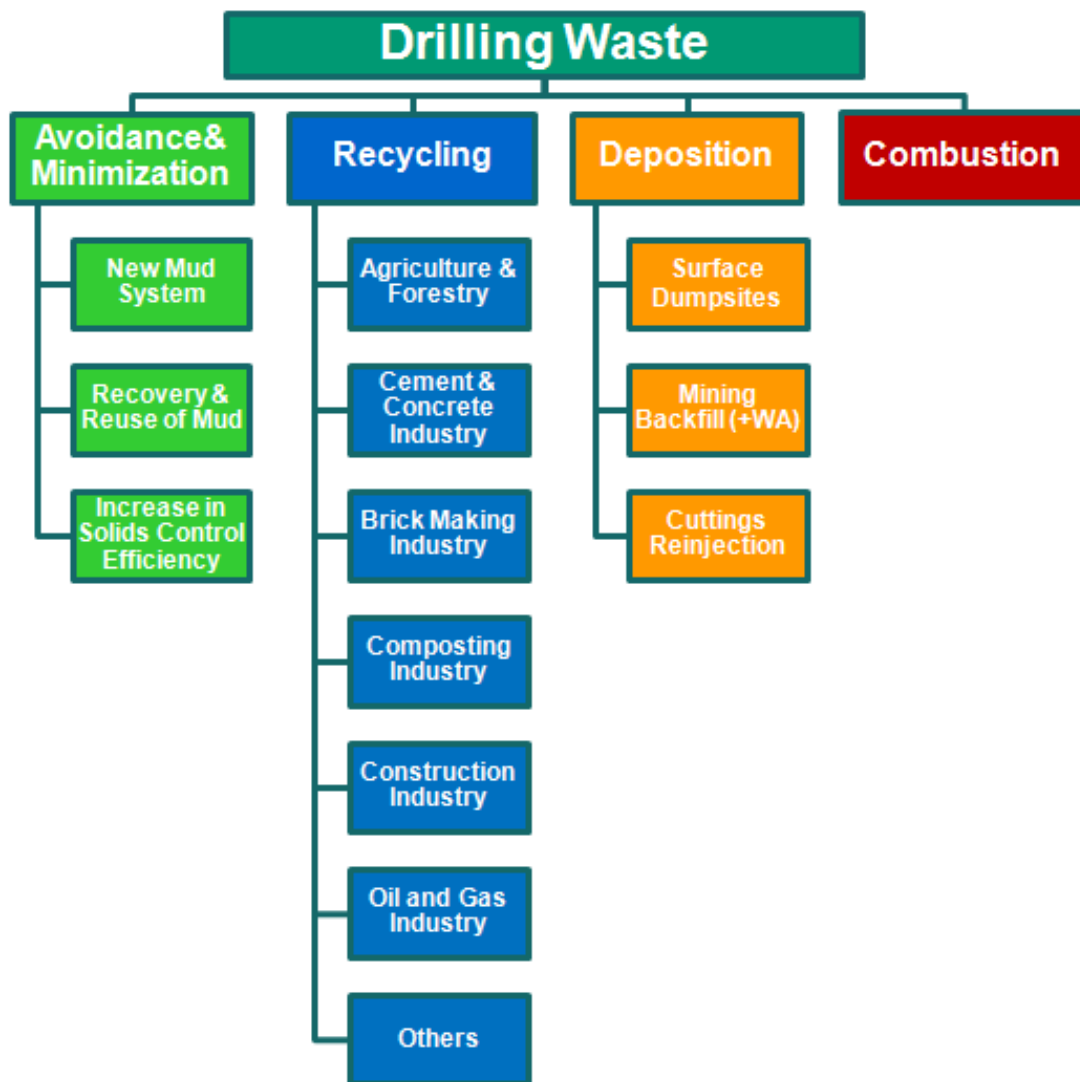 Drilling Waste
Avoidance&
Minimization
Recycling
Deposition
Combustion
New Mud
System
Recovery &
Reuse of Mud
Increase in
Solids Control
Efficiency
Agriculture &
Forestry
Cement &
Concrete
Industry
Brick Making
Industry
Composting
Industry
Construction
Industry
Oil and Gas
Industry
Others
Surface
Dumpsites
Mining
Backfill (+WA)
Cuttings
Reinjection